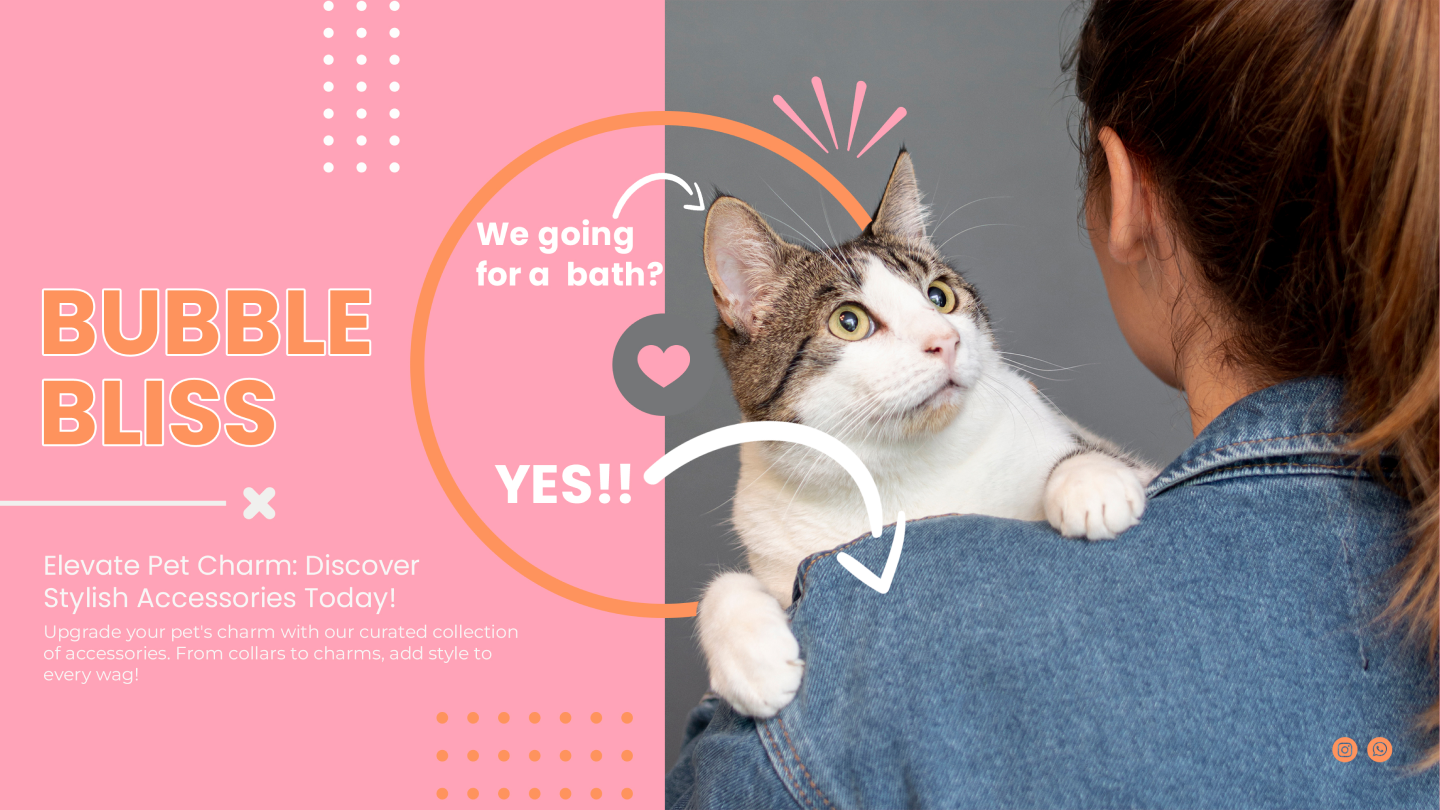 We going
for a  bath?
BUBBLE
BLISS
YES!!
Elevate Pet Charm: Discover
Stylish Accessories Today!
Upgrade your pet's charm with our curated collection
of accessories. From collars to charms, add style to
every wag!